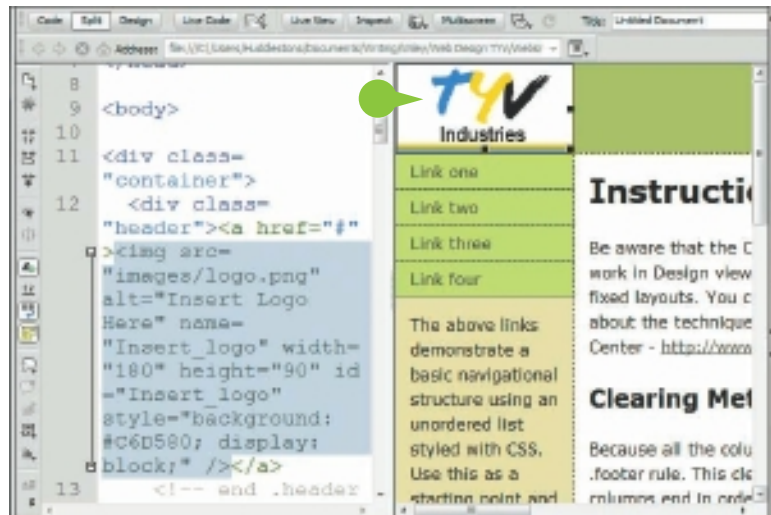 Code Split Design Live Code Live View Inspect Multiscreen Title: Untitled Document
Address:
8
9 <body>
10
11 <div class=
"container">
12 <div class=
"header"><a href="#"
><img src=
"images/logo.png"
alt="Insert Logo
Here" name=
"Insert_logo" width=
"180" height="90" id
="Insert_logo"
style="background:
#C6D580; display:
block;" /></a>
13 <!-- end .header
TYV
Industries
Link one
Link two
Link three
Link four
The above links
demonstrate a
basic navigational
structure using an
unordered list
styled with CSS.
Use this as a
starting point and
Instructi
Be aware that the C
work in Design view
fixed layouts. You c
about the technique
Center - http://www
Clearing Met
Because all the colu
.footer rule. This cle
columns end in orde